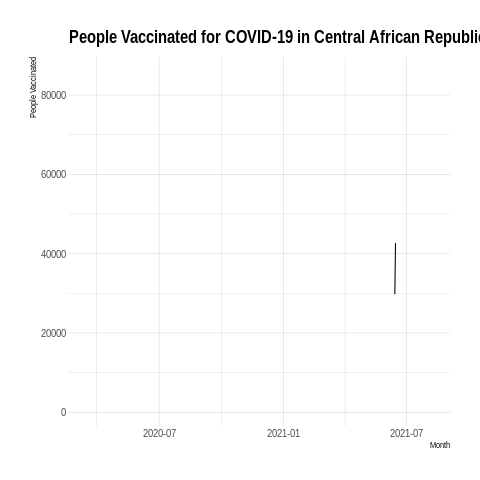 People Vaccinated for COVID-19 in Central African Republi
People Vaccinated
80000
60000
40000
20000
0
2020-07 2021-01 2021-07
Month